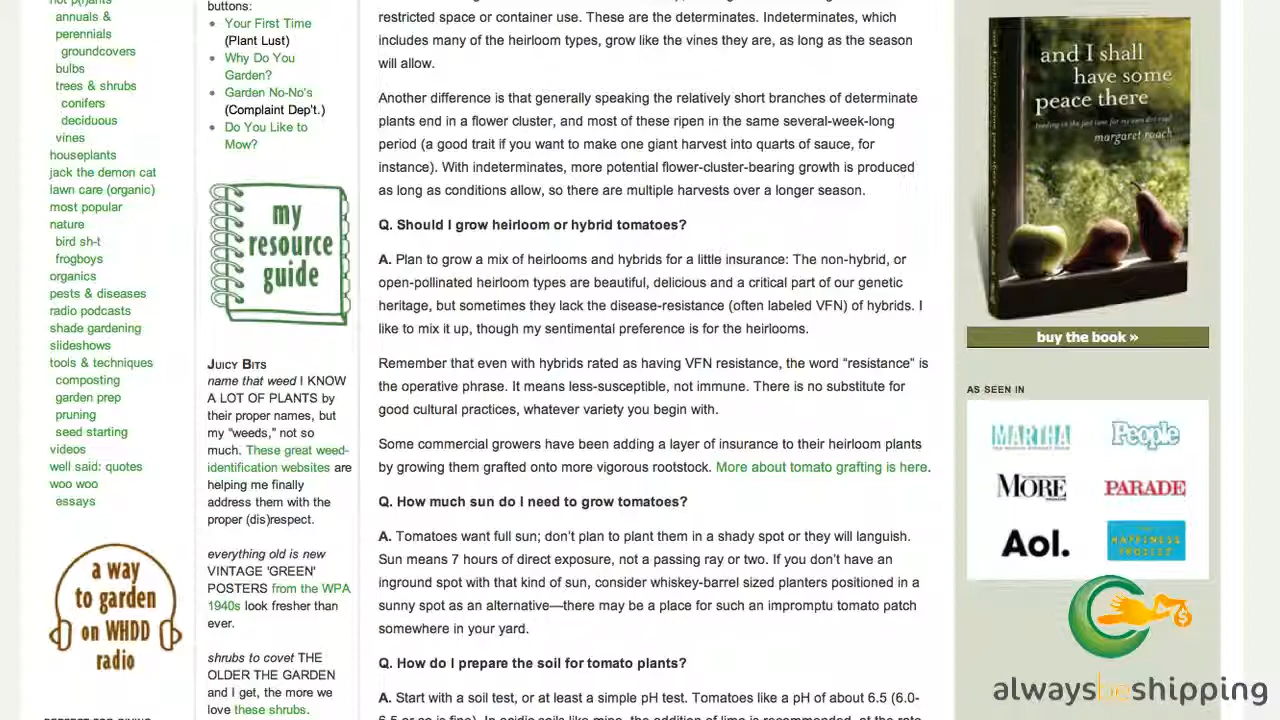 annuals &
perennials
groundcovers
bulbs
trees & shrubs
conifers
deciduous
vines
houseplants
jack the demon cat
lawn care (organic)
most popular
nature
bird sh-t
frogboys
organics
pests & diseases
radio podcasts
shade gardening
slideshows
tools & techniques
composting
garden prep
pruning
seed starting
videos
well said: quotes
woo woo
essays
a way
to garden
on WHDD
radio
buttons:
Your First Time
(Plant Lust)
Why Do You
Garden?
Garden No-No's
(Complaint Dep't.)
Do You Like to
Mow?
my
resource
guide
Juicy Bits
name that weed I KNOW
A LOT OF PLANTS by
their proper names, but
my “weeds,” not so
much. These great weed-
identification websites are
helping me finally
address them with the
proper (dis)respect.
everything old is new
VINTAGE 'GREEN'
POSTERS from the WPA
1940s look fresher than
ever.
shrubs to covet THE
OLDER THE GARDEN
and I get, the more we
love these shrubs.
restricted space or container use. These are the determinates. Indeterminates, which
includes many of the heirloom types, grow like the vines they are, as long as the season
will allow.
Another difference is that generally speaking the relatively short branches of determinate
plants end in a flower cluster, and most of these ripen in the same several-week-long
period (a good trait if you want to make one giant harvest into quarts of sauce, for
instance). With indeterminates, more potential flower-cluster-bearing growth is produced
as long as conditions allow, so there are multiple harvests over a longer season.
Q. Should I grow heirloom or hybrid tomatoes?
A. Plan to grow a mix of heirlooms and hybrids for a little insurance: The non-hybrid, or
open-pollinated heirloom types are beautiful, delicious and a critical part of our genetic
heritage, but sometimes they lack the disease-resistance (often labeled VFN) of hybrids. I
like to mix it up, though my sentimental preference is for the heirlooms.
Remember that even with hybrids rated as having VFN resistance, the word “resistance” is
the operative phrase. It means less-susceptible, not immune. There is no substitute for
good cultural practices, whatever variety you begin with.
Some commercial growers have been adding a layer of insurance to their heirloom plants
by growing them grafted onto more vigorous rootstock. More about tomato grafting is here.
Q. How much sun do I need to grow tomatoes?
A. Tomatoes want full sun; don’t plan to plant them in a shady spot or they will languish.
Sun means 7 hours of direct exposure, not a passing ray or two. If you don’t have an
inground spot with that kind of sun, consider whiskey-barrel sized planters positioned in a
sunny spot as an alternative—there may be a place for such an impromptu tomato patch
somewhere in your yard.
Q. How do I prepare the soil for tomato plants?
A. Start with a soil test, or at least a simple pH test. Tomatoes like a pH of about 6.5 (6.0-
and I shall
have some
peace there
margaret roach
buy the book »
AS SEEN IN
MARTHA
People
MORE
PARADE
Aol.
HAPPINESS
PROJECT
alwaysbeshipping